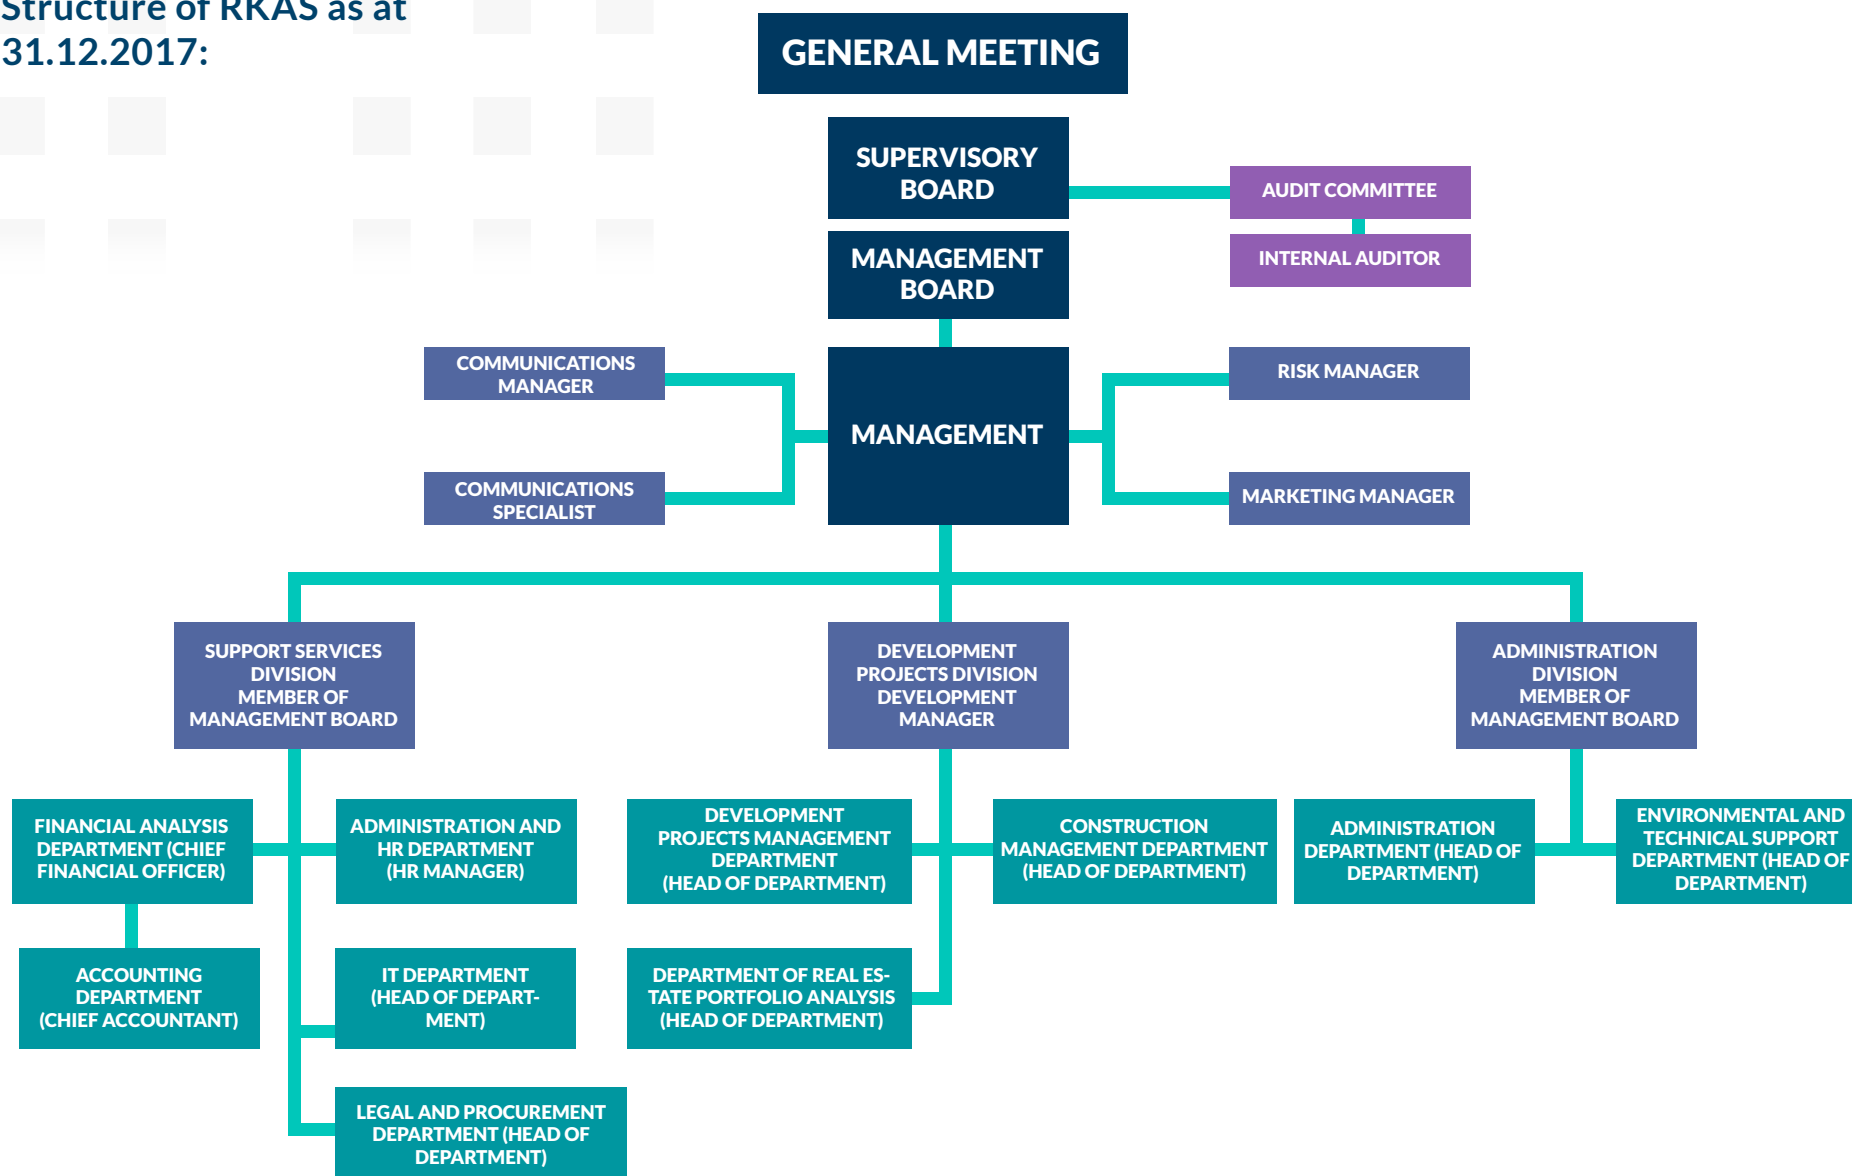 Structure of RKAS as at
31.12.2017:
GENERAL MEETING
SUPERVISORY
BOARD
AUDIT COMMITTEE
MANAGEMENT
BOARD
INTERNAL AUDITOR
COMMUNICATIONS
MANAGER
RISK MANAGER
MANAGEMENT
COMMUNICATIONS
SPECIALIST
MARKETING MANAGER
SUPPORT SERVICES
DIVISION
MEMBER OF
MANAGEMENT BOARD
DEVELOPMENT
PROJECTS DIVISION
DEVELOPMENT
MANAGER
ADMINISTRATION
DIVISION
MEMBER OF
MANAGEMENT BOARD
FINANCIAL ANALYSIS
DEPARTMENT (CHIEF
FINANCIAL OFFICER)
ADMINISTRATION AND
HR DEPARTMENT
(HR MANAGER)
DEVELOPMENT
PROJECTS MANAGEMENT
DEPARTMENT
(HEAD OF DEPARTMENT)
CONSTRUCTION
MANAGEMENT DEPARTMENT
(HEAD OF DEPARTMENT)
ADMINISTRATION
DEPARTMENT (HEAD OF
DEPARTMENT)
ENVIRONMENTAL AND
TECHNICAL SUPPORT
DEPARTMENT (HEAD OF
DEPARTMENT)
ACCOUNTING
DEPARTMENT
(CHIEF ACCOUNTANT)
IT DEPARTMENT
(HEAD OF DEPART-
MENT)
DEPARTMENT OF REAL ES-
TATE PORTFOLIO ANALYSIS
(HEAD OF DEPARTMENT)
LEGAL AND PROCUREMENT
DEPARTMENT (HEAD OF
DEPARTMENT)